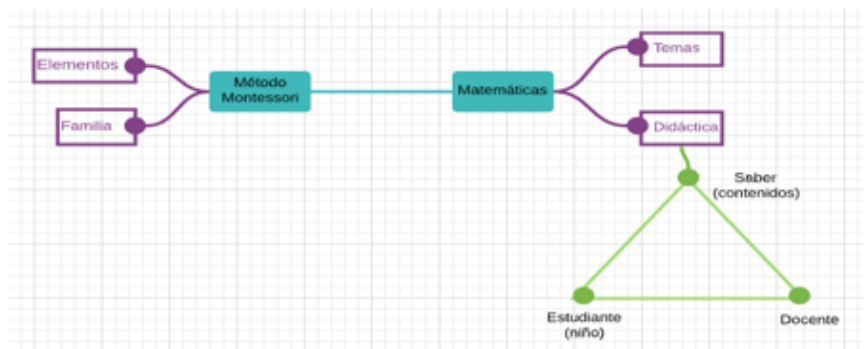 Elementos
Familia
Método
Montessori
Matemáticas
Temas
Didáctica
Saber
(contenidos)
Estudiante
(niño)
Docente